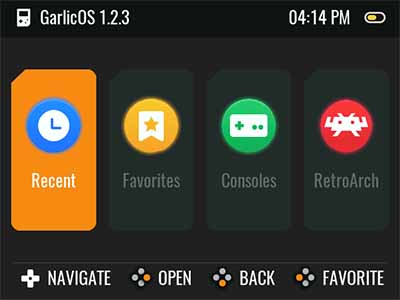 GarlicOS 1.2.3 04:14 PM
Recent Favorites Consoles RetroArch
NAVIGATE OPEN BACK FAVORITE